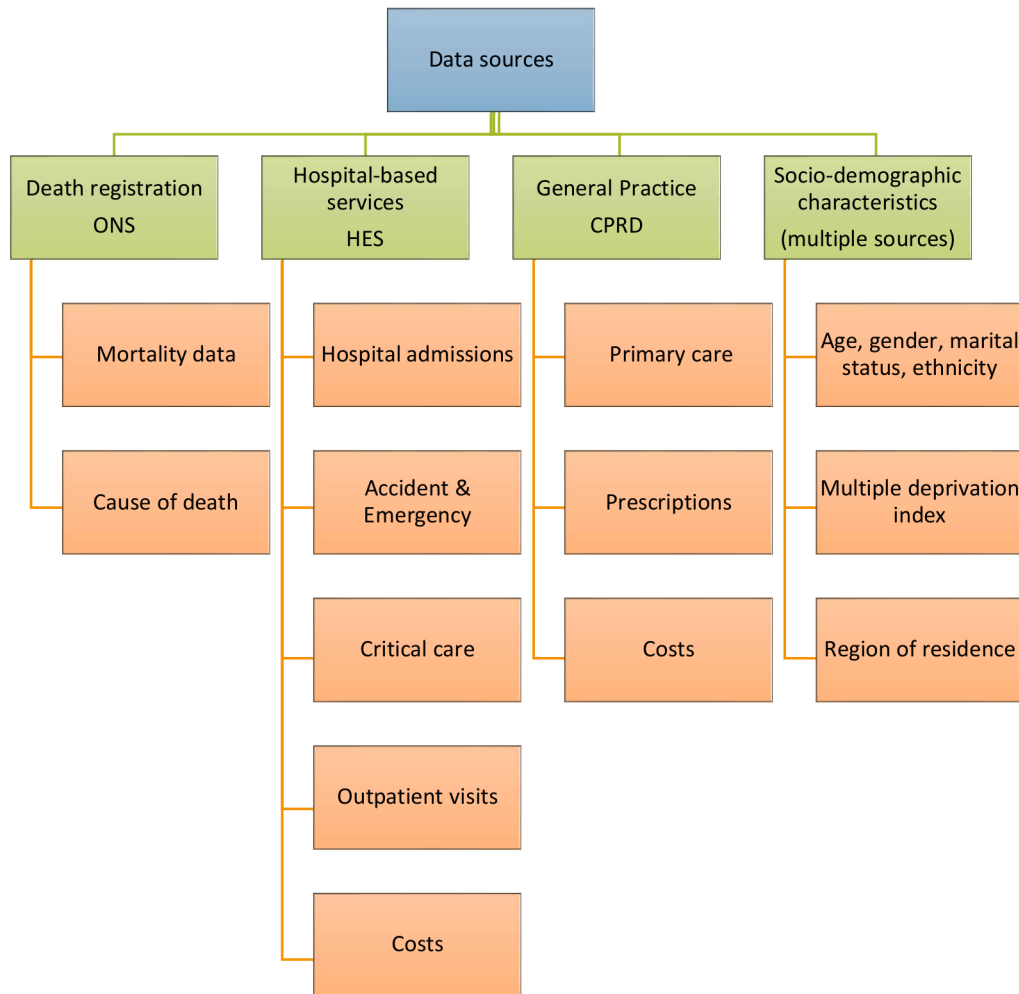 Data sources
Death registration
ONS
Hospital-based
services
HES
General Practice
CPRD
Socio-demographic
characteristics
(multiple sources)
Mortality data
Cause of death
Hospital admissions
Accident &
Emergency
Critical care
Outpatient visits
Costs
Primary care
Prescriptions
Costs
Age, gender, marital
status, ethnicity
Multiple deprivation
index
Region of residence